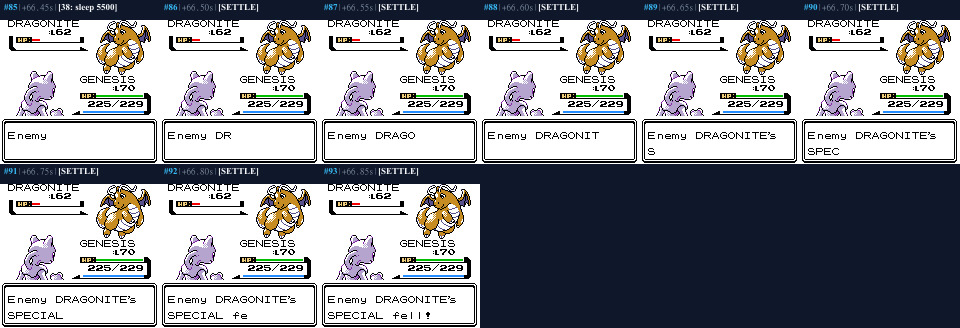 #85|+66.45s|[38: sleep 5500]
DRAGONITE
:L62
HP:
GENESIS
:L70
HP:
225/229
Enemy
#86|+66.50s|[SETTLE]
DRAGONITE
:L62
HP:
GENESIS
:L70
HP:
225/229
Enemy DR
#87|+66.55s|[SETTLE]
DRAGONITE
:L62
HP:
GENESIS
:L70
HP:
225/229
Enemy DRAGO
#88|+66.60s|[SETTLE]
DRAGONITE
:L62
HP:
GENESIS
:L70
HP:
225/229
Enemy DRAGONIT
#89|+66.65s|[SETTLE]
DRAGONITE
:L62
HP:
GENESIS
:L70
HP:
225/229
Enemy DRAGONITE's
S
#90|+66.70s|[SETTLE]
DRAGONITE
:L62
HP:
GENESIS
:L70
HP:
225/229
Enemy DRAGONITE's
SPEC
#91|+66.75s|[SETTLE]
DRAGONITE
:L62
HP:
GENESIS
:L70
HP:
225/229
Enemy DRAGONITE's
SPECIAL
#92|+66.80s|[SETTLE]
DRAGONITE
:L62
HP:
GENESIS
:L70
HP:
225/229
Enemy DRAGONITE's
SPECIAL fe
#93|+66.85s|[SETTLE]
DRAGONITE
:L62
HP:
GENESIS
:L70
HP:
225/229
Enemy DRAGONITE's
SPECIAL fell!